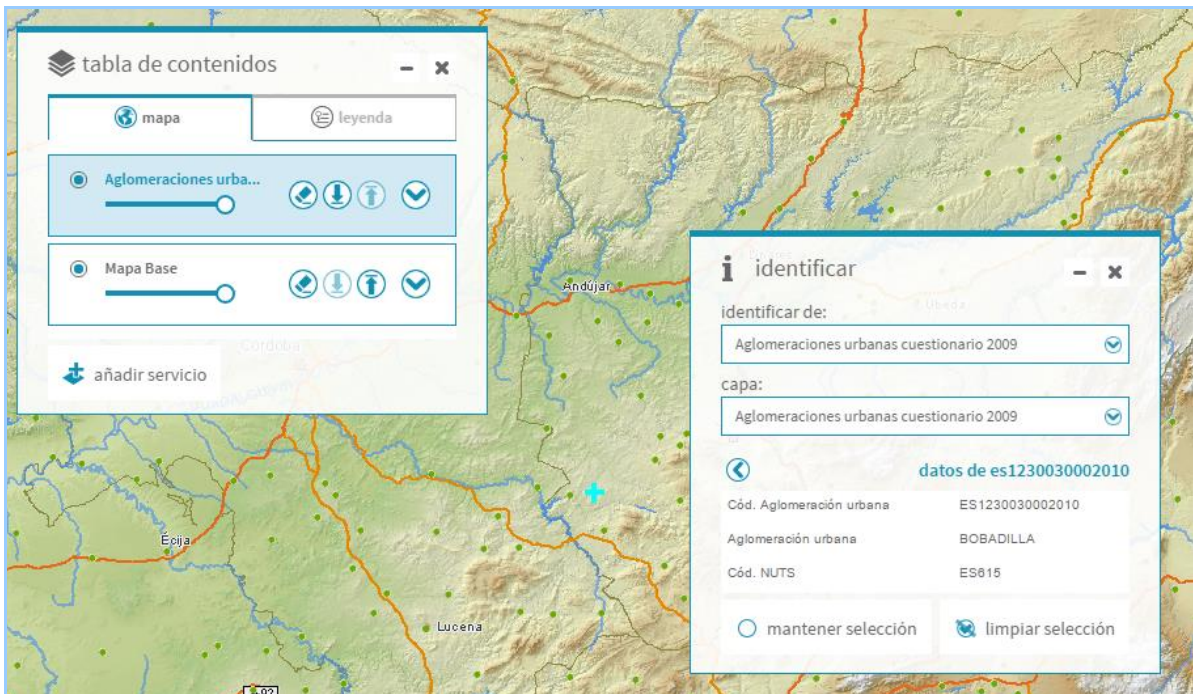 tabla de contenidos
mapa
leyenda
Aglomeraciones urba...
Mapa Base
Córdoba
añadir servicio
Andújar
Úbeda
Écija
Lucena
identificar
identificar de:
Aglomeraciones urbanas cuestionario 2009
capa:
Aglomeraciones urbanas cuestionario 2009
datos de es1230030002010
Cód. Aglomeración urbana ES1230030002010
Aglomeración urbana BOBADILLA
Cód. NUTS ES615
mantener selección
limpiar selección